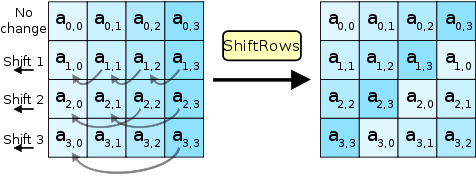 No change a0,0 a0,1 a0,2 a0,3 ShiftRows a0,0 a0,1 a0,2 a0,3
Shift 1 a1,0 a1,1 a1,2 a1,3 a1,1 a1,2 a1,3 a1,0
Shift 2 a2,0 a2,1 a2,2 a2,3 a2,2 a2,3 a2,0 a2,1
Shift 3 a3,0 a3,1 a3,2 a3,3 a3,3 a3,0 a3,1 a3,2